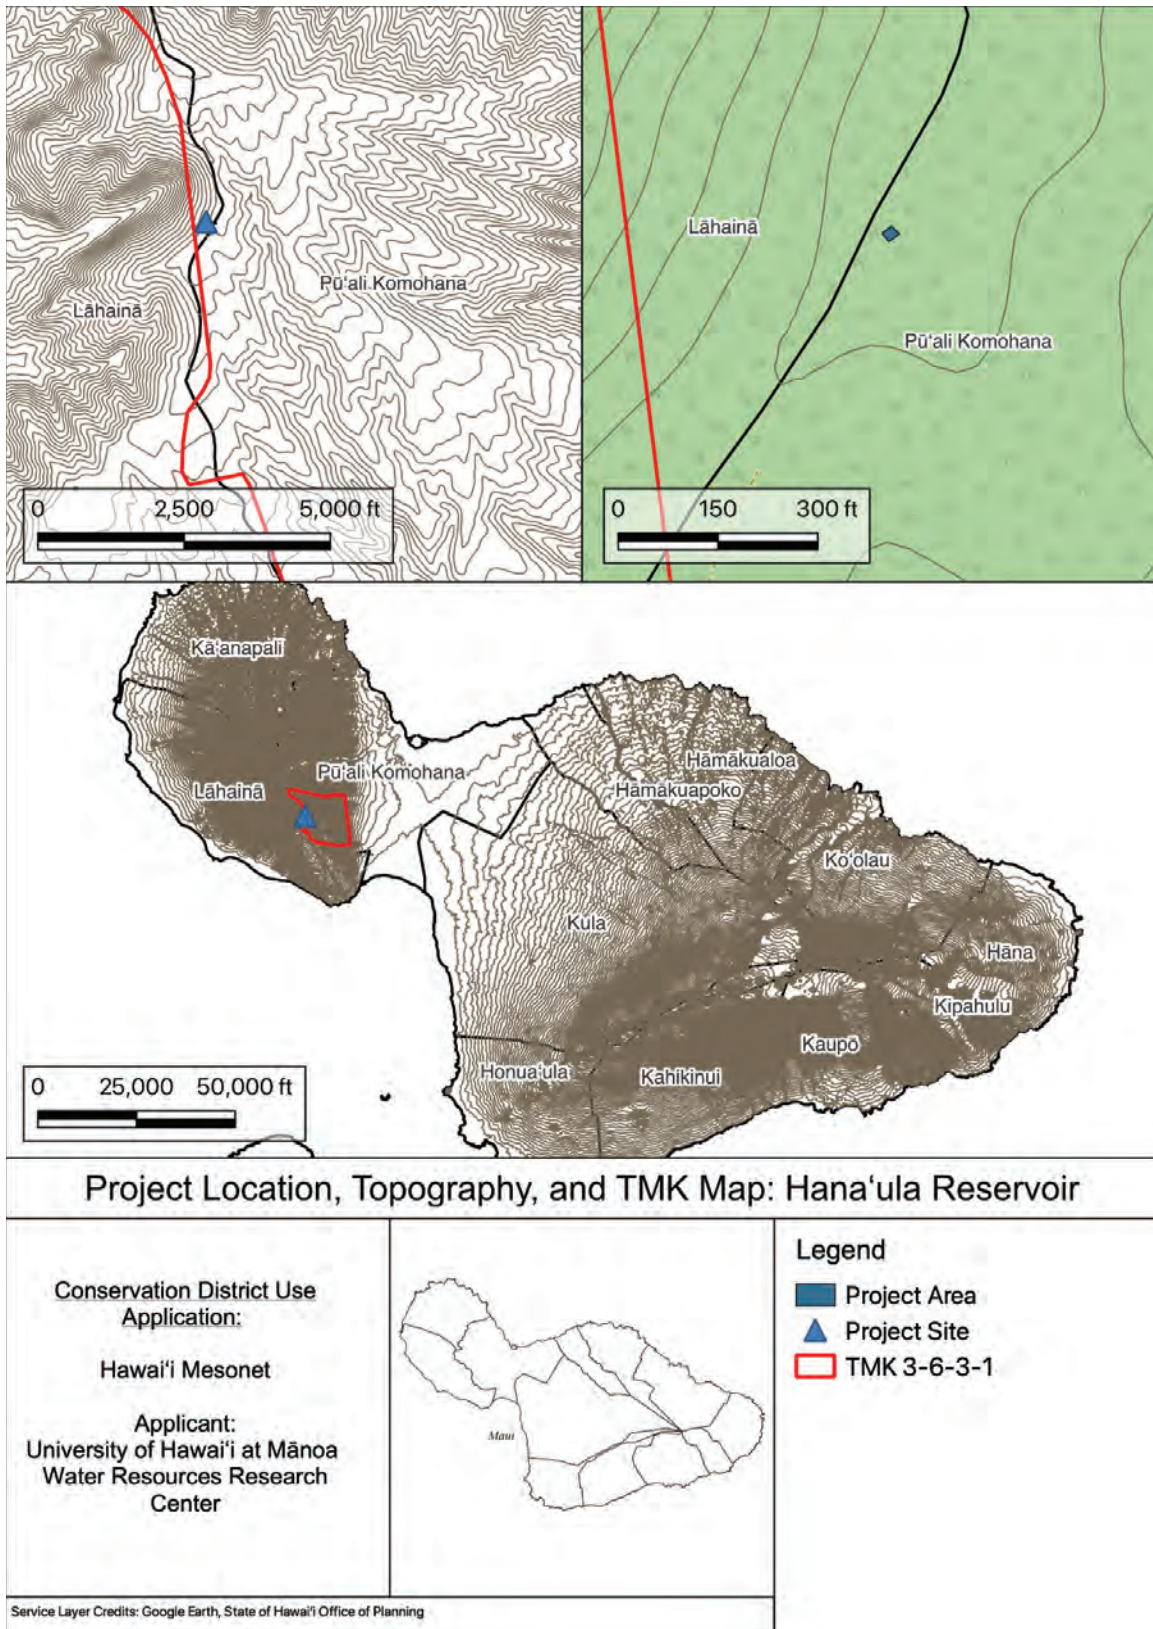 Lāhainā
Pū‘ali Komohana
0 2,500 5,000 ft
Lāhainā
Pū‘ali Komohana
0 150 300 ft
Kā‘anapali
Pū‘ali Komohana
Lāhainā
Hāmākualoa
Hāmākuapoko
Ko‘olau
Kula
Hāna
Kipahulu
Kaupō
Honua‘ula
Kahikinui
0 25,000 50,000 ft
Project Location, Topography, and TMK Map: Hana‘ula Reservoir
Conservation District Use
Application:
Hawai‘i Mesonet
Applicant:
University of Hawai‘i at Mānoa
Water Resources Research
Center
Maui
Legend
Project Area
Project Site
TMK 3-6-3-1
Service Layer Credits: Google Earth, State of Hawai‘i Office of Planning